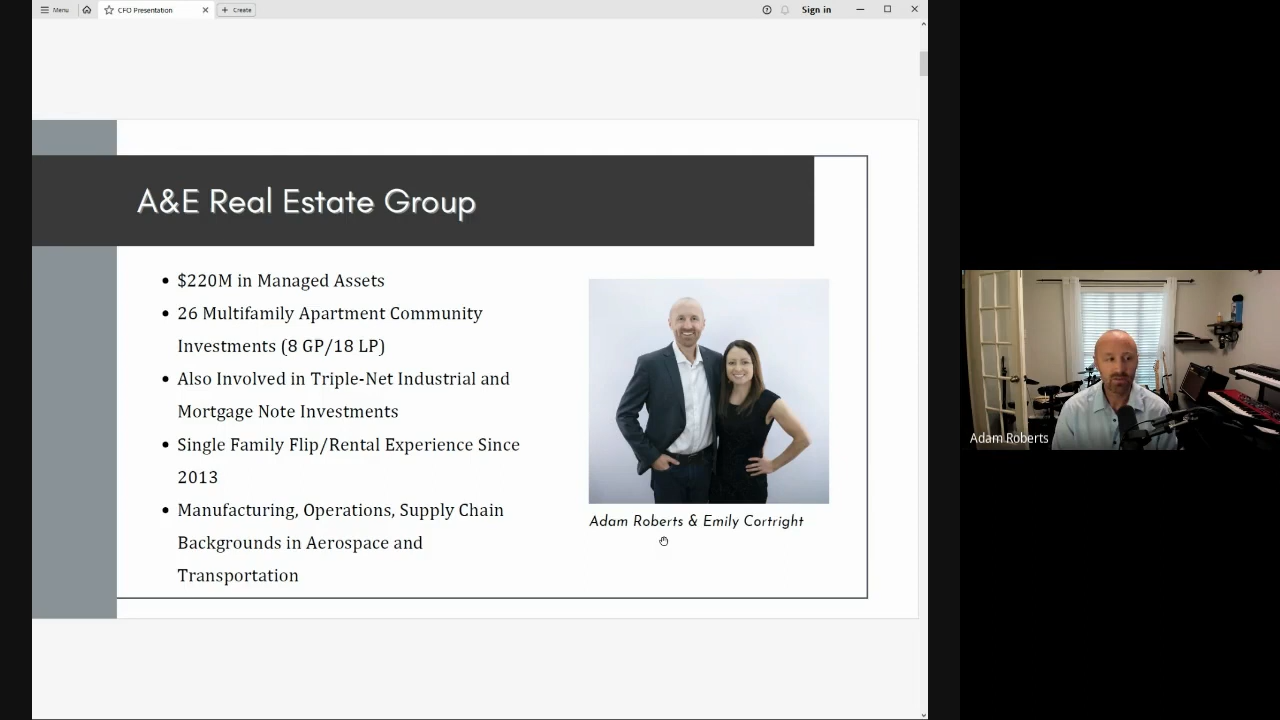 Menu
CFO Presentation
Create
Sign in
A&E Real Estate Group
• $220M in Managed Assets
• 26 Multifamily Apartment Community
Investments (8 GP/18 LP)
• Also Involved in Triple-Net Industrial and
Mortgage Note Investments
• Single Family Flip/Rental Experience Since
2013
• Manufacturing, Operations, Supply Chain
Backgrounds in Aerospace and
Transportation
Adam Roberts & Emily Cortright
Adam Roberts